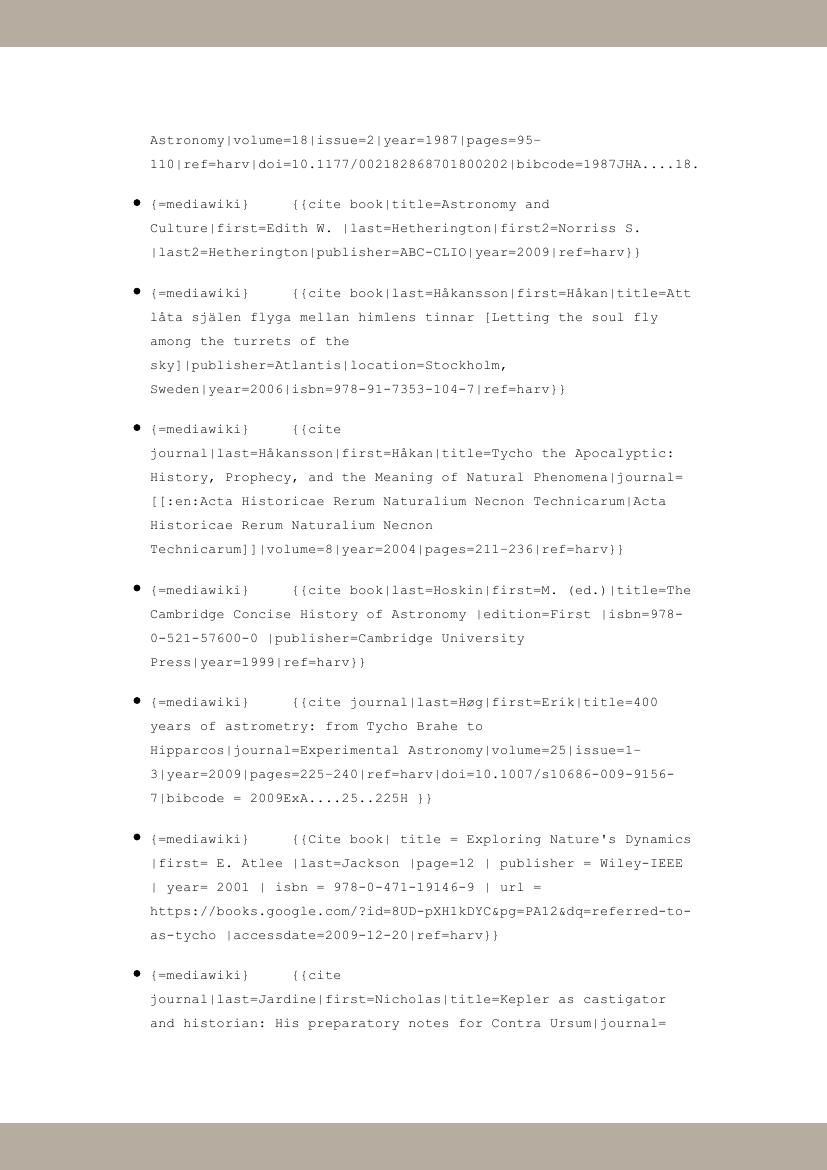 Astronomy|volume=18|issue=2|year=1987|pages=95–
110|ref=harv|doi=10.1177/002182868701800202|bibcode=1987JHA....18.
• {=mediawiki} {{cite book|title=Astronomy and
Culture|first=Edith W. |last=Hetherington|first2=Norriss S.
|last2=Hetherington|publisher=ABC-CLIO|year=2009|ref=harv}}
• {=mediawiki} {{cite book|last=Håkansson|first=Håkan|title=Att
låta själen flyga mellan himlens tinnar [Letting the soul fly
among the turrets of the
sky]|publisher=Atlantis|location=Stockholm,
Sweden|year=2006|isbn=978-91-7353-104-7|ref=harv}}
• {=mediawiki} {{cite
journal|last=Håkansson|first=Håkan|title=Tycho the Apocalyptic:
History, Prophecy, and the Meaning of Natural Phenomena|journal=
[[:en:Acta Historicae Rerum Naturalium Necnon Technicarum|Acta
Historicae Rerum Naturalium Necnon
Technicarum]]|volume=8|year=2004|pages=211–236|ref=harv}}
• {=mediawiki} {{cite book|last=Hoskin|first=M. (ed.)|title=The
Cambridge Concise History of Astronomy |edition=First |isbn=978-
0-521-57600-0 |publisher=Cambridge University
Press|year=1999|ref=harv}}
• {=mediawiki} {{cite journal|last=Høg|first=Erik|title=400
years of astrometry: from Tycho Brahe to
Hipparcos|journal=Experimental Astronomy|volume=25|issue=1–
3|year=2009|pages=225–240|ref=harv|doi=10.1007/s10686-009-9156-
7|bibcode = 2009ExA....25..225H }}
• {=mediawiki} {{Cite book| title = Exploring Nature's Dynamics
|first= E. Atlee |last=Jackson |page=12 | publisher = Wiley-IEEE
| year= 2001 | isbn = 978-0-471-19146-9 | url =
https://books.google.com/?id=8UD-pXH1kDYC&pg=PA12&dq=referred-to-
as-tycho |accessdate=2009-12-20|ref=harv}}
• {=mediawiki} {{cite
journal|last=Jardine|first=Nicholas|title=Kepler as castigator
and historian: His preparatory notes for Contra Ursum|journal=